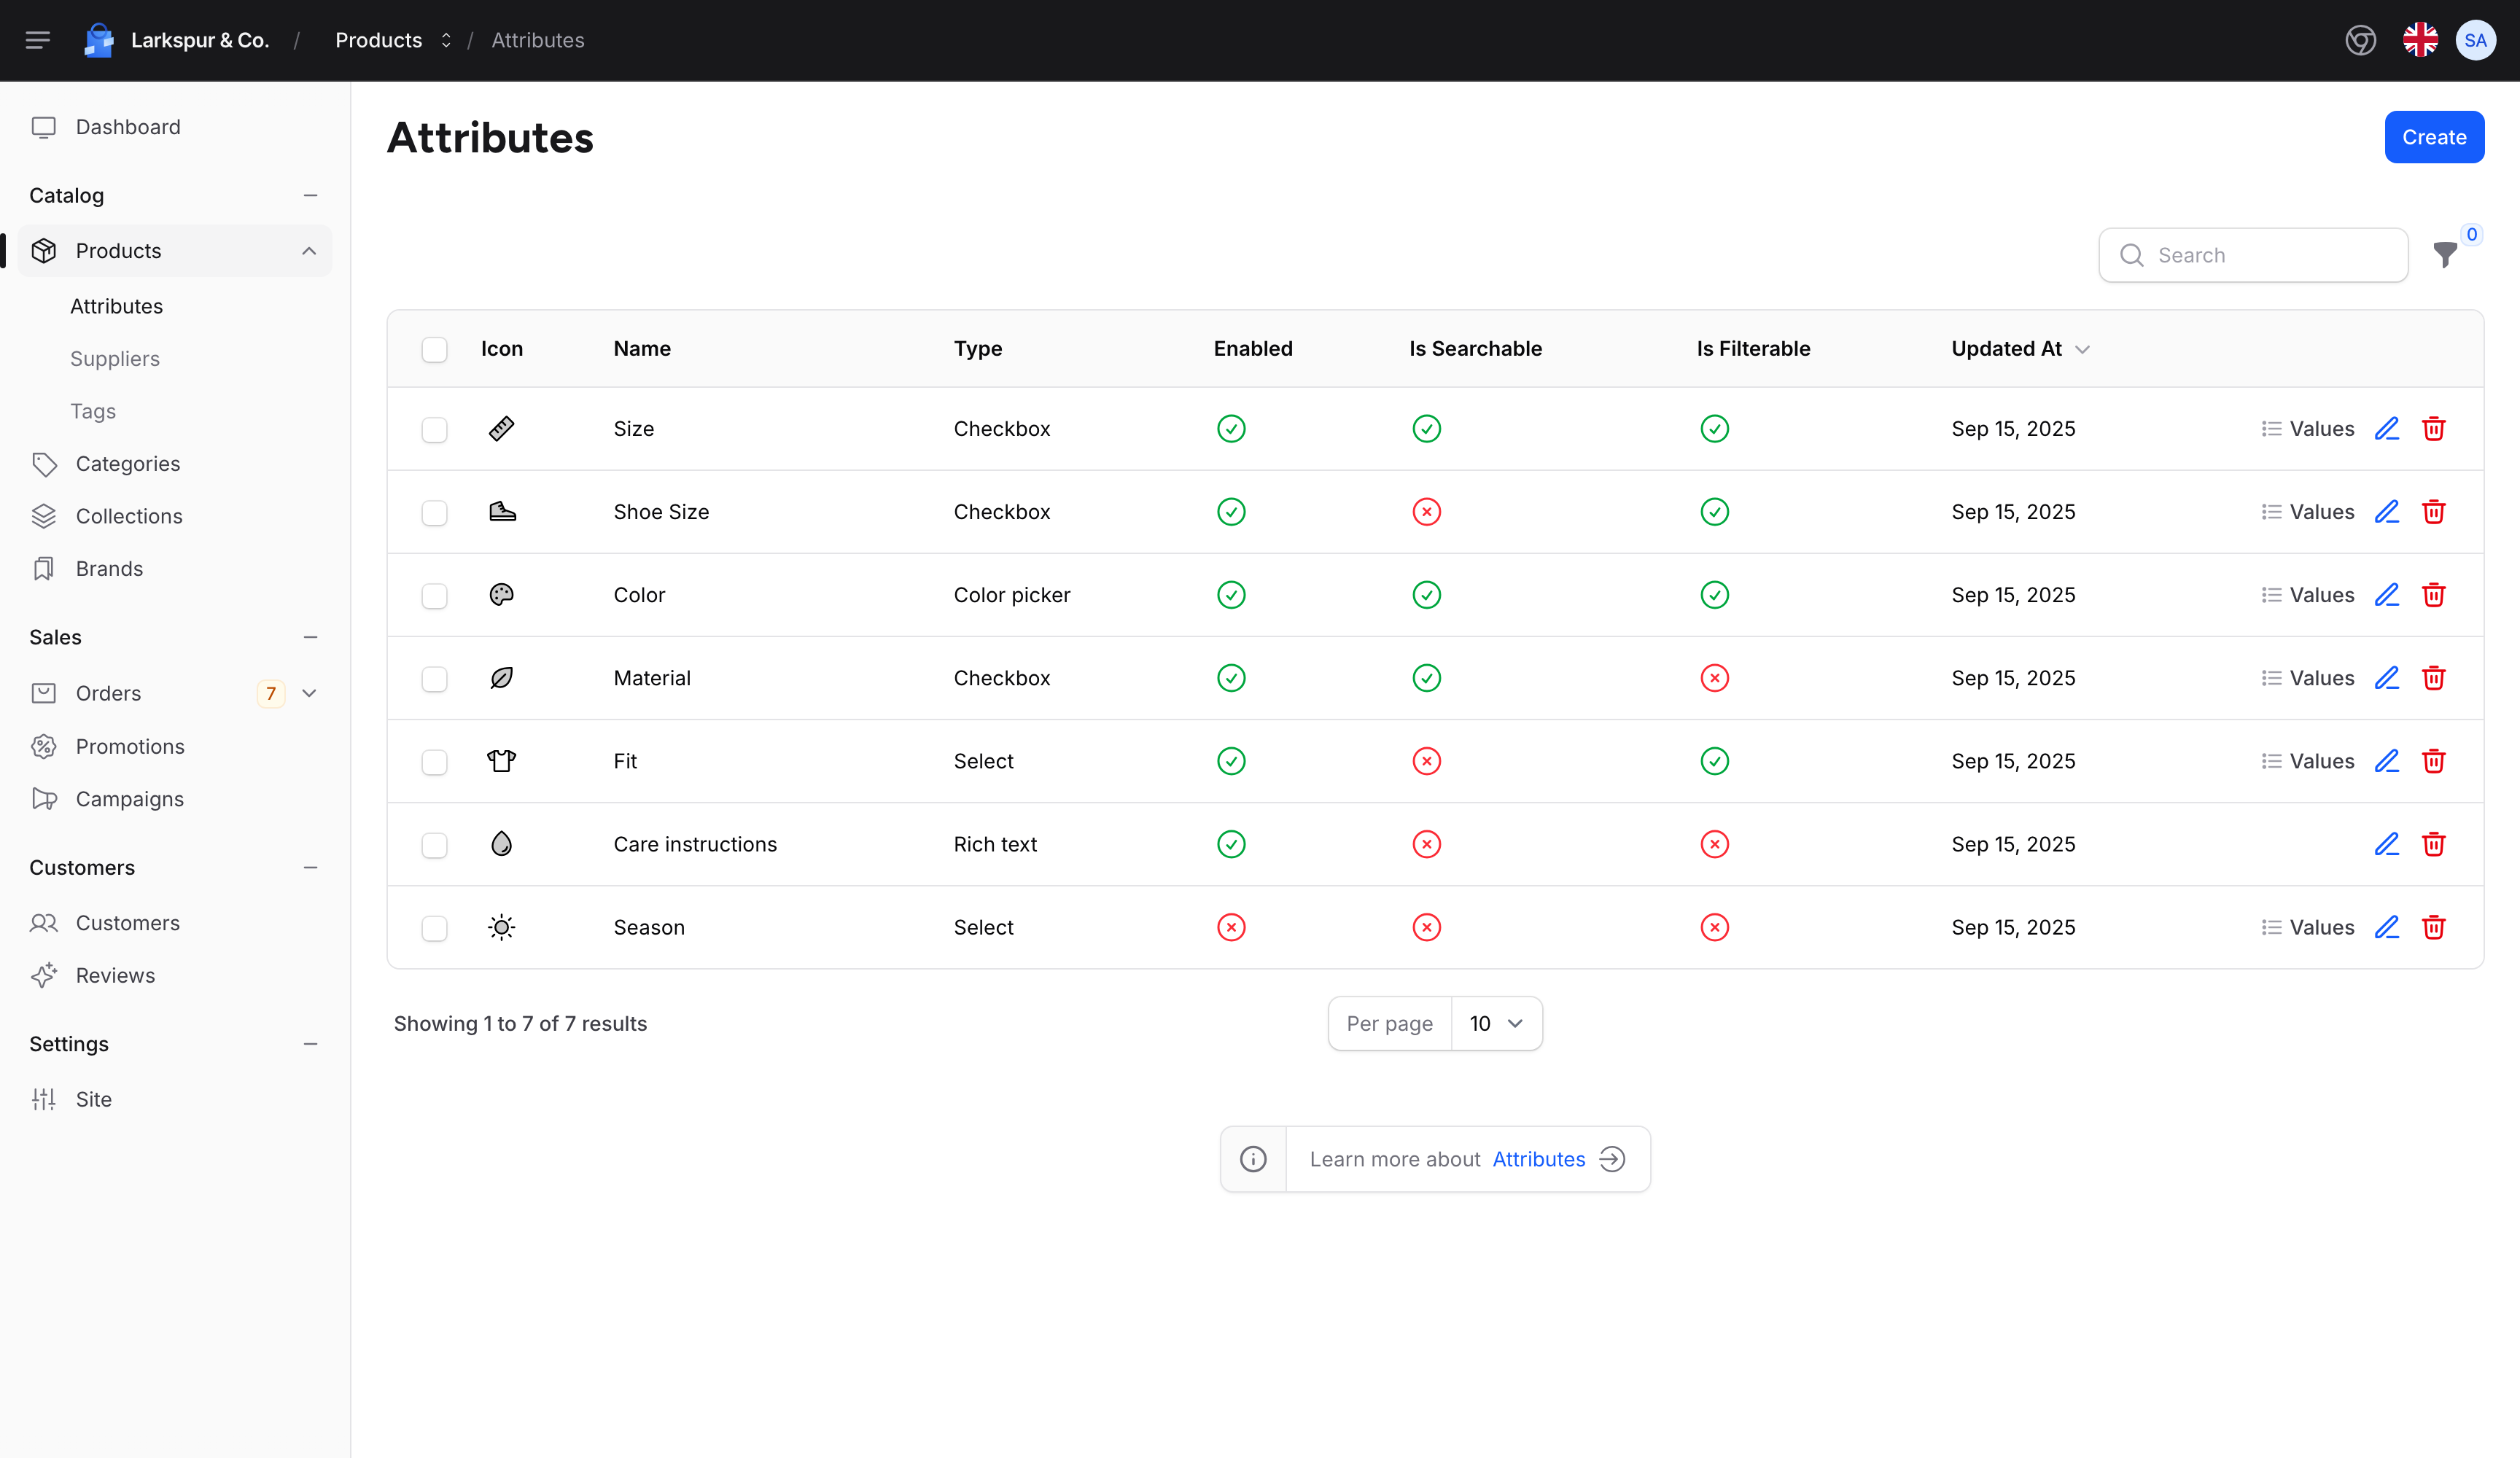 Larkspur & Co. / Products / Attributes SA
Dashboard
Catalog
Products
Attributes
Suppliers
Tags
Categories
Collections
Brands
Sales
Orders 7
Promotions
Campaigns
Customers
Customers
Reviews
Settings
Site
Attributes
Create
Search 0
Icon Name Type Enabled Is Searchable Is Filterable Updated At
Size Checkbox Sep 15, 2025 Values
Shoe Size Checkbox Sep 15, 2025 Values
Color Color picker Sep 15, 2025 Values
Material Checkbox Sep 15, 2025 Values
Fit Select Sep 15, 2025 Values
Care instructions Rich text Sep 15, 2025
Season Select Sep 15, 2025 Values
Showing 1 to 7 of 7 results
Per page 10
Learn more about Attributes